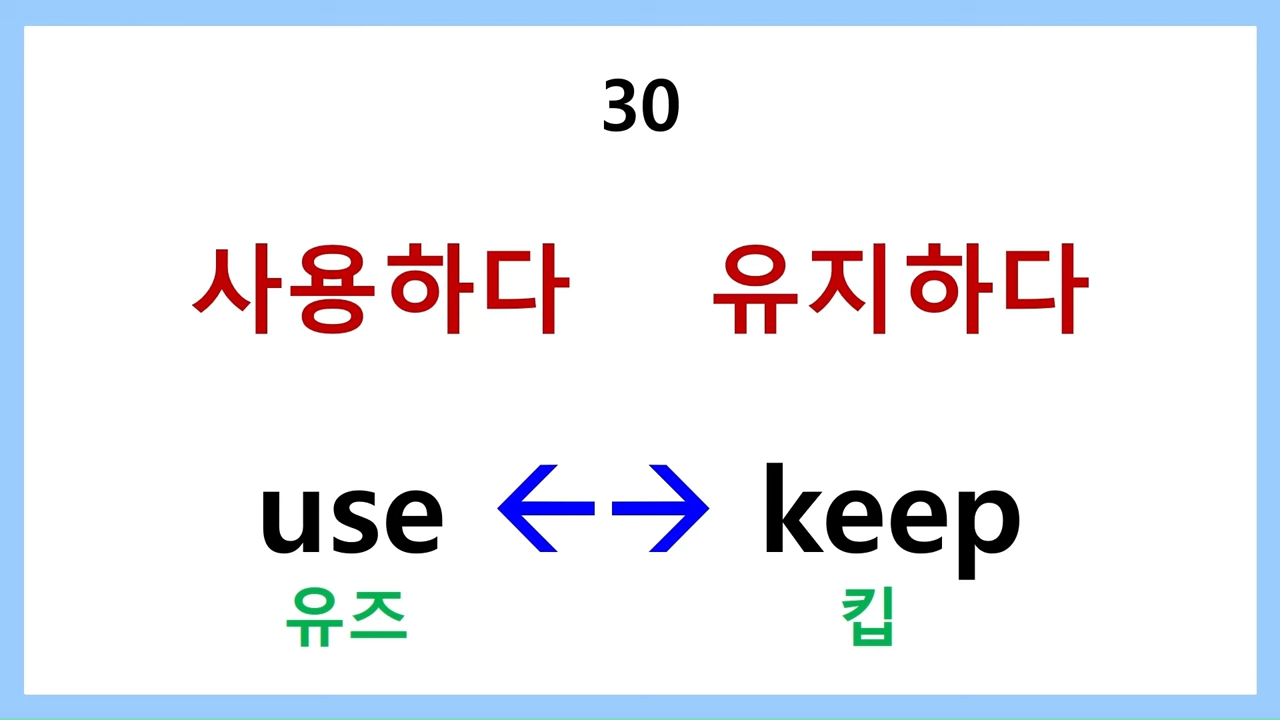 30
사용하다 유지하다
use ←→ keep
유즈 킵